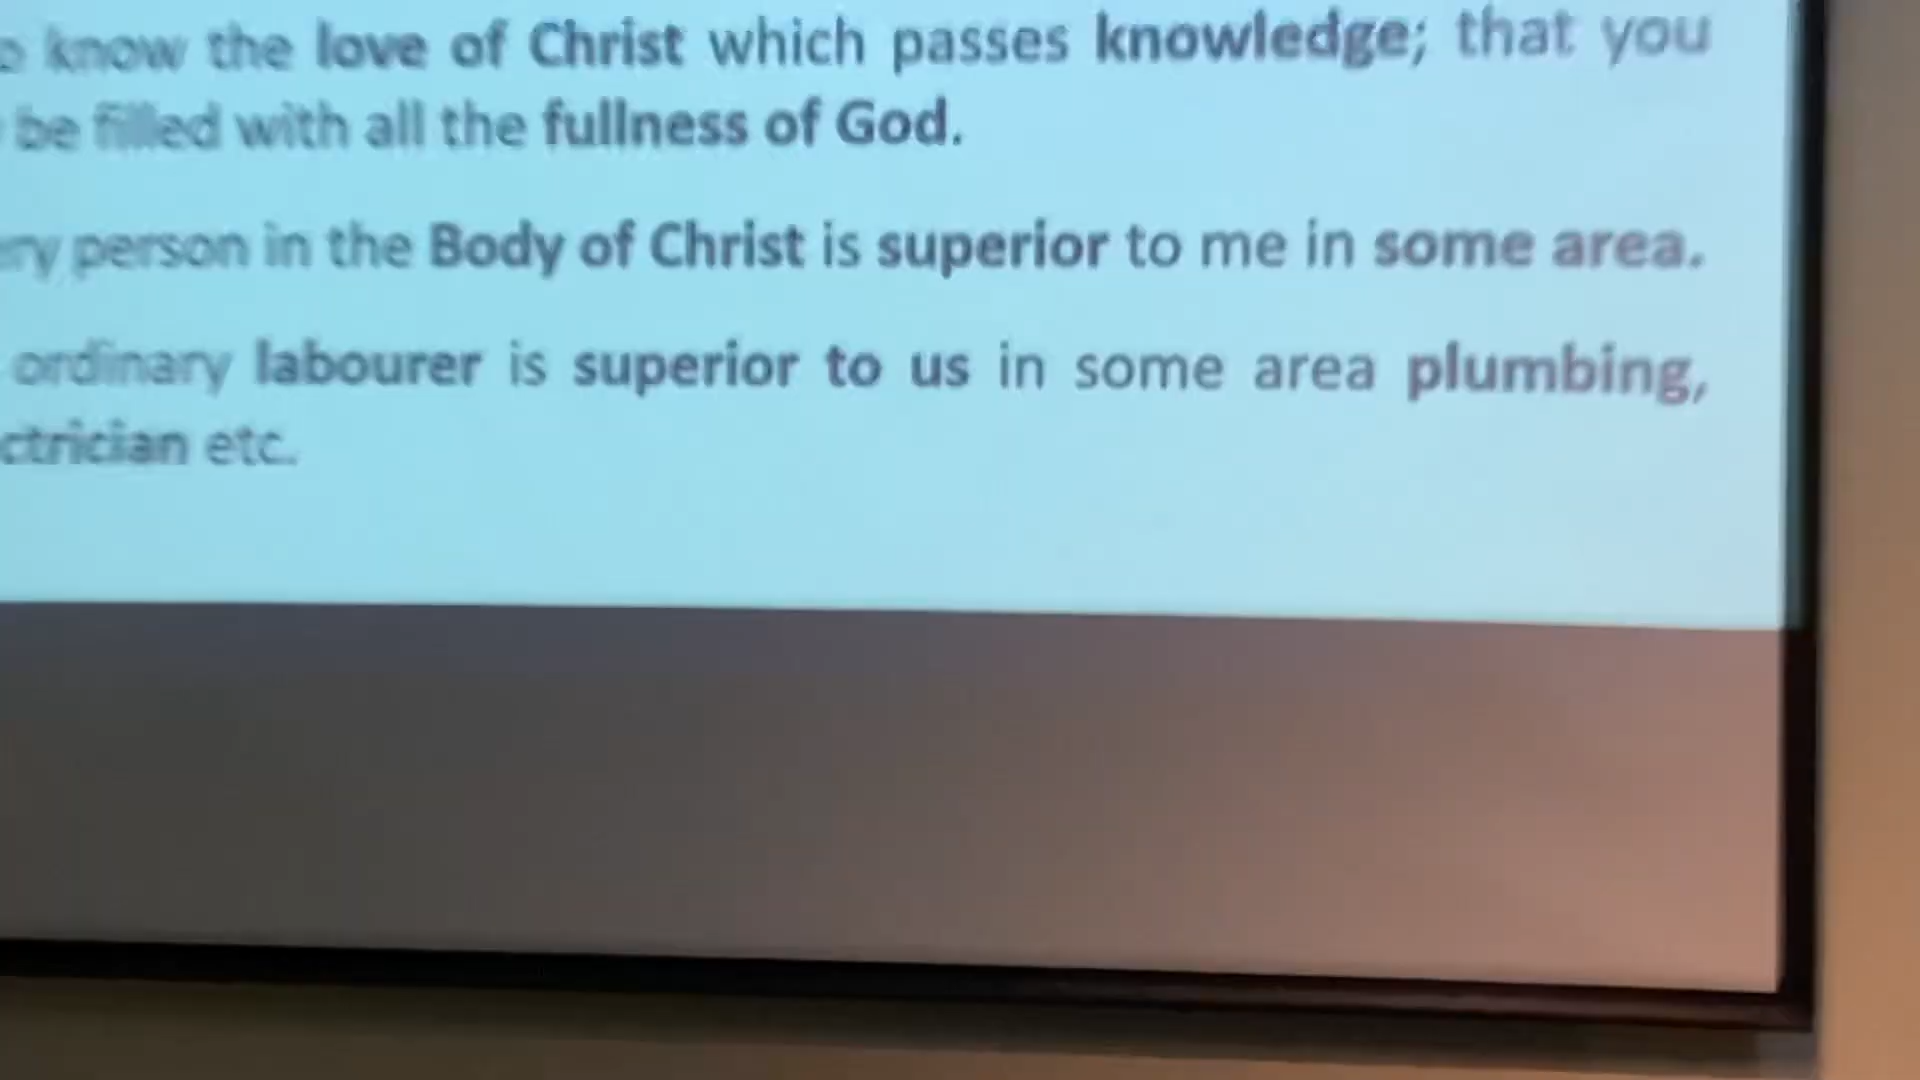 know the love of Christ which passes knowledge; that you
be filled with all the fullness of God.
person in the Body of Christ is superior to me in some area.
ordinary labourer is superior to us in some area plumbing,
ctrician etc.